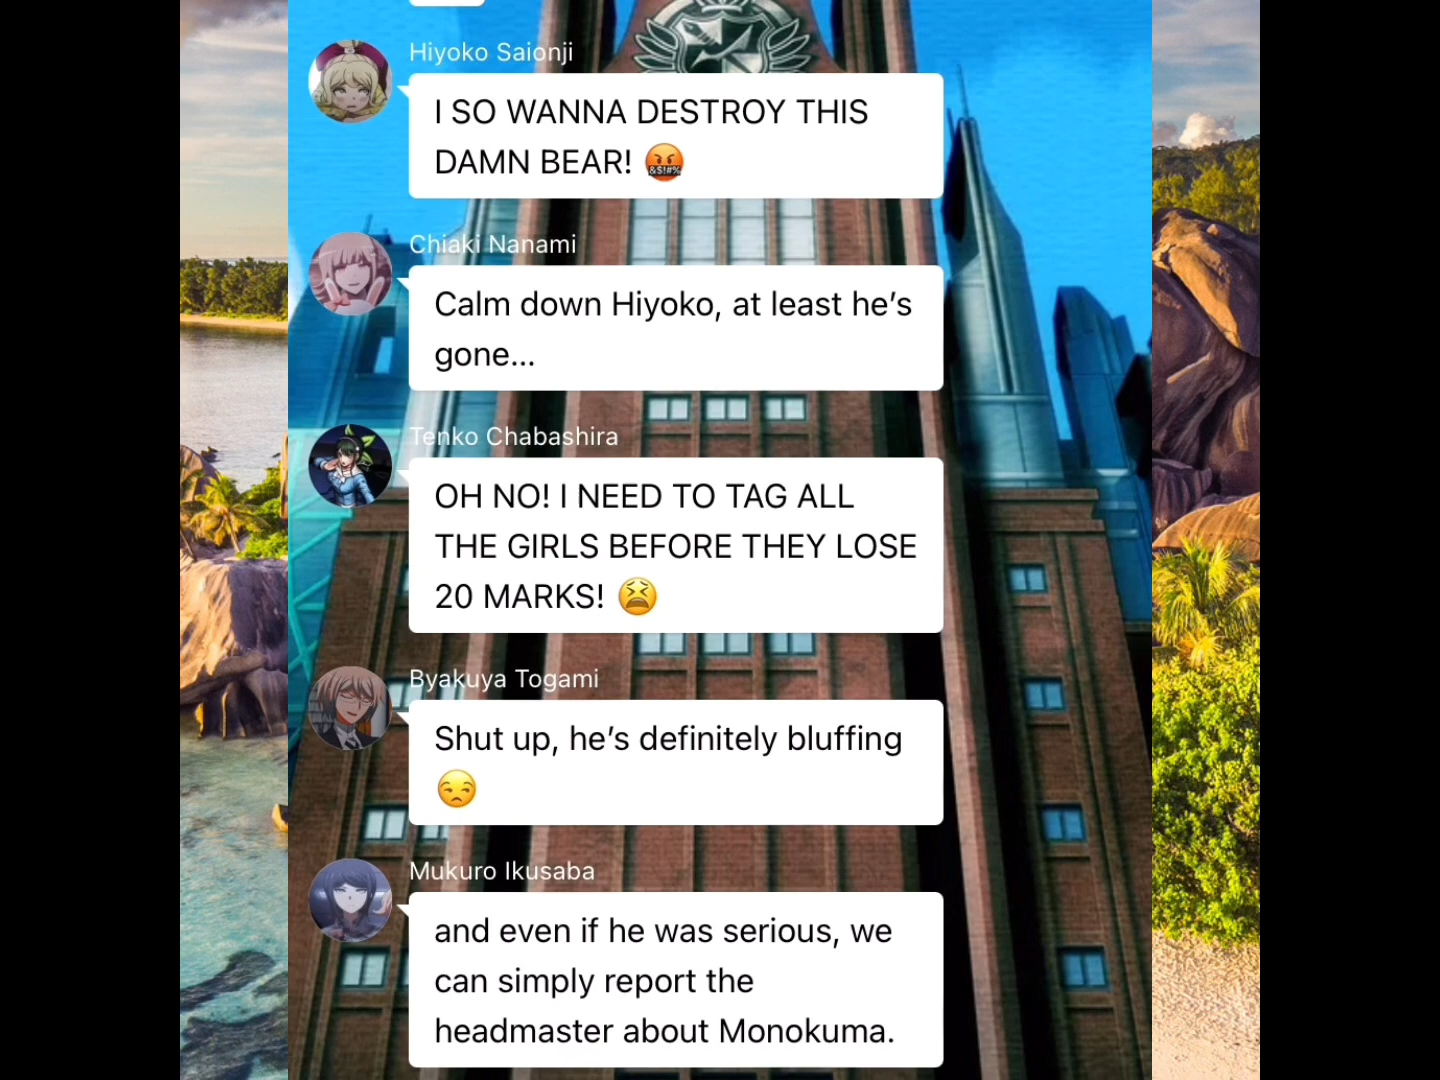 Hiyoko Saionji
I SO WANNA DESTROY THIS
DAMN BEAR! 🤬
Chiaki Nanami
Calm down Hiyoko, at least he’s
gone...
Tenko Chabashira
OH NO! I NEED TO TAG ALL
THE GIRLS BEFORE THEY LOSE
20 MARKS! 😫
Byakuya Togami
Shut up, he’s definitely bluffing
😒
Mukuro Ikusaba
and even if he was serious, we
can simply report the
headmaster about Monokuma.